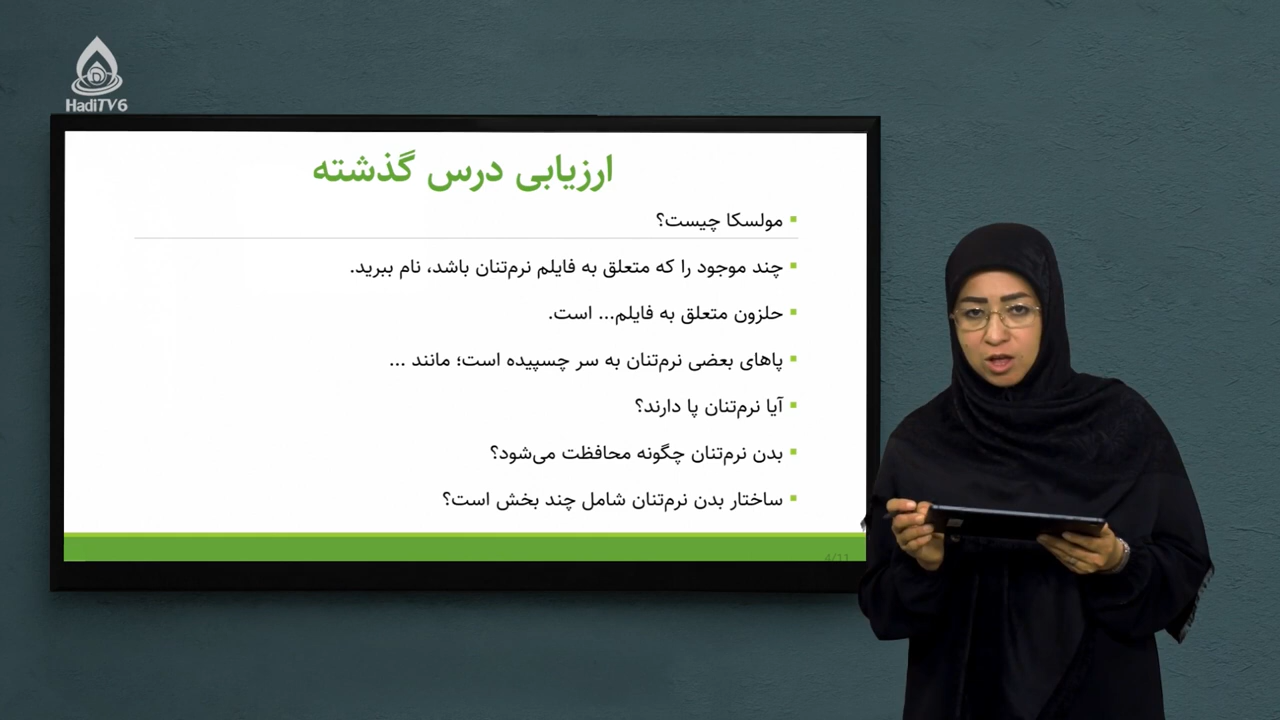 HadiTV6
ارزیابی درس گذشته
مولسکا چیست؟
چند موجود را که متعلق به فایلم نرم‌تنان باشد، نام ببرید.
حلزون متعلق به فایلم... است.
پاهای بعضی نرم‌تنان به سر چسپیده است؛ مانند ...
آیا نرم‌تنان پا دارند؟
بدن نرم‌تنان چگونه محافظت می‌شود؟
ساختار بدن نرم‌تنان شامل چند بخش است؟
4/11